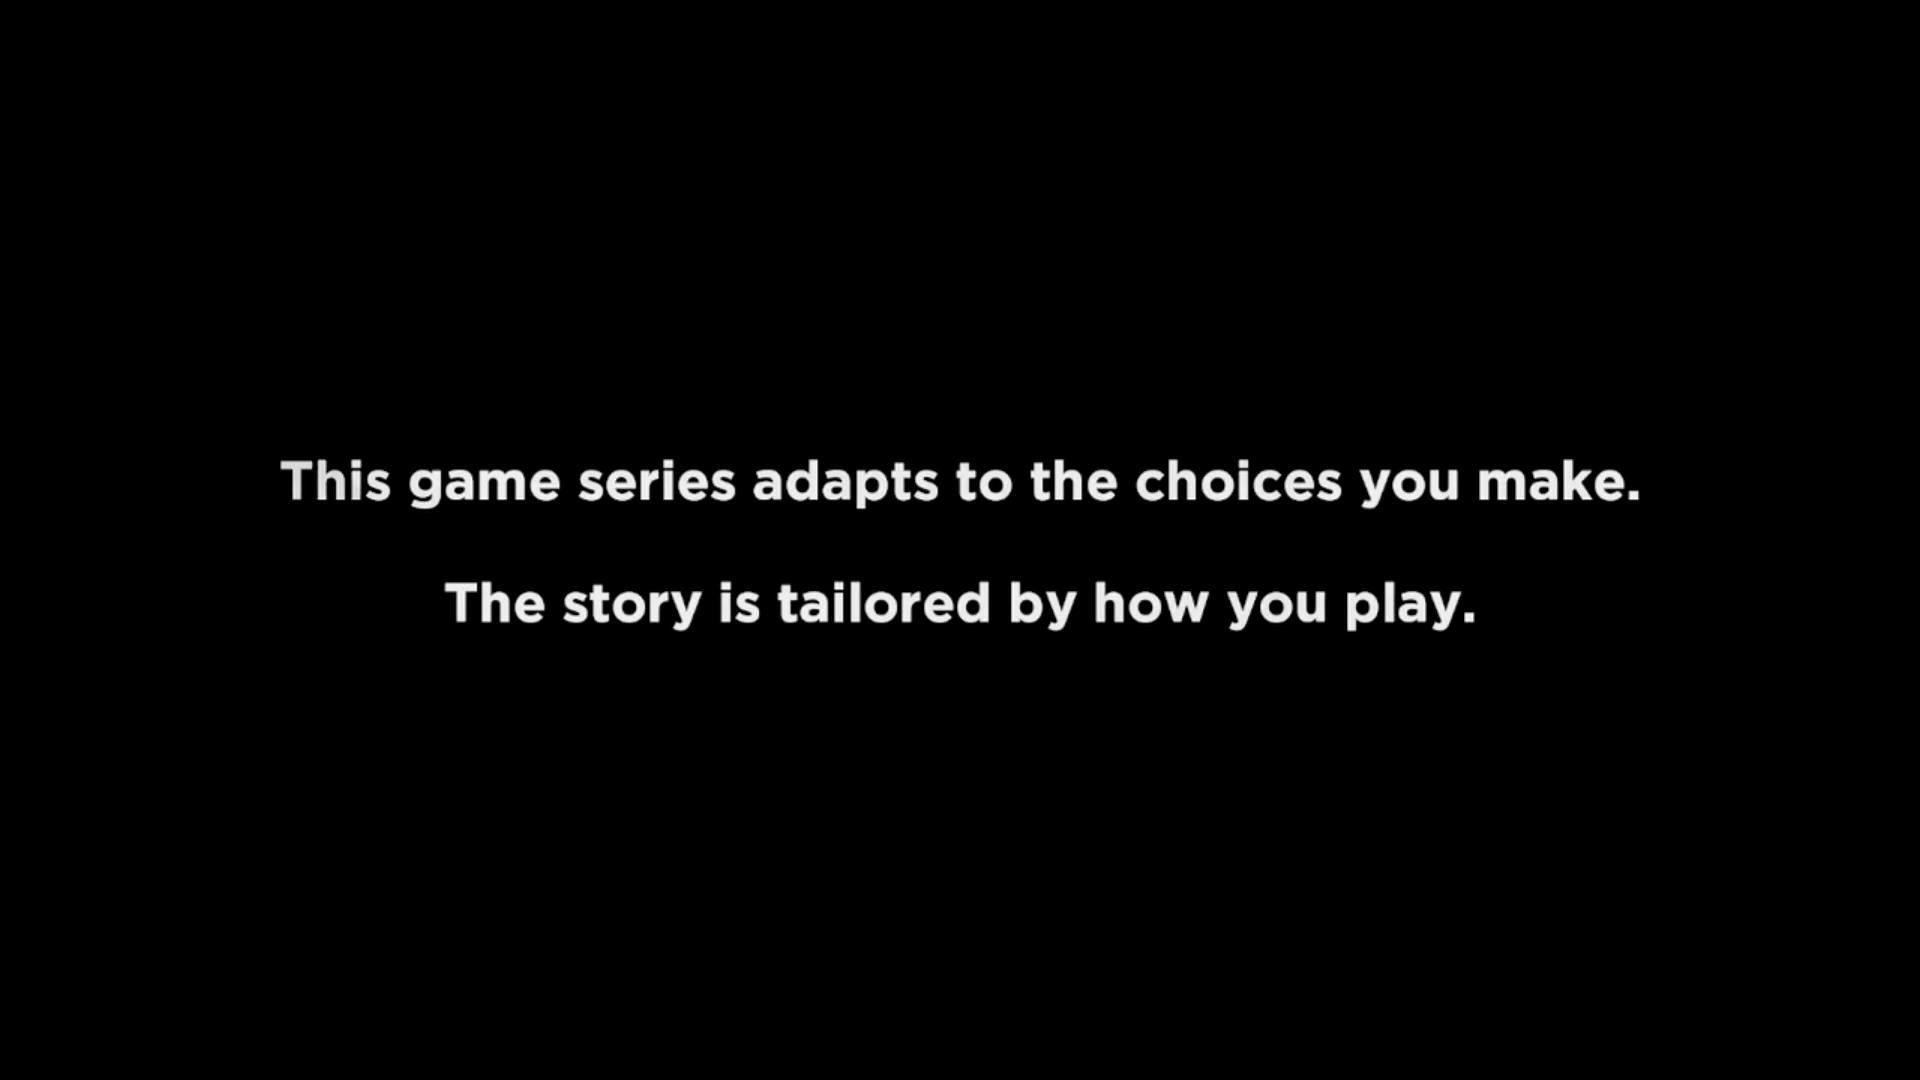 This game series adapts to the choices you make.
The story is tailored by how you play.